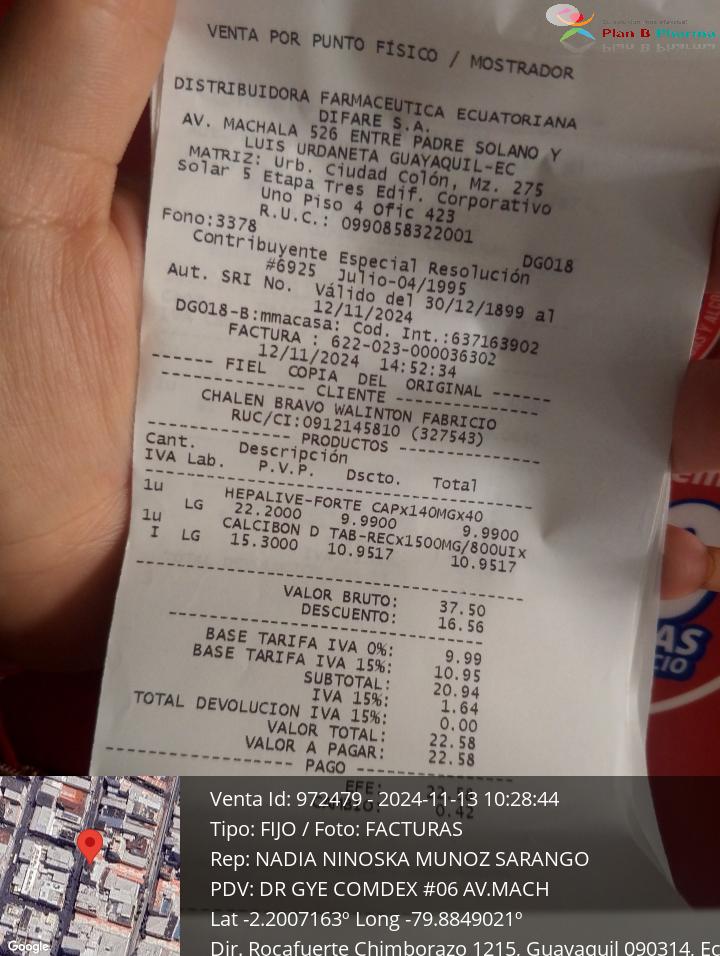 Plan B Pharma
VENTA POR PUNTO FÍSICO / MOSTRADOR
DISTRIBUIDORA FARMACEUTICA ECUATORIANA
DIFARE S.A.
AV. MACHALA 526 ENTRE PADRE SOLANO Y
LUIS URDANETA GUAYAQUIL-EC
MATRIZ: Urb. Ciudad Colón, Mz. 275
Solar 5 Etapa Tres Edif. Corporativo
Uno Piso 4 Ofic 423
R.U.C.: 0990858322001
Fono:3378 DG018
Contribuyente Especial Resolución
#6925 Julio-04/1995
Aut. SRI No. Válido del 30/12/1899 al
12/11/2024
DG018-B:mmacasa: Cod. Int.:637163902
FACTURA : 622-023-000036302
12/11/2024 14:52:34
------ FIEL COPIA DEL ORIGINAL ------
--------------- CLIENTE ---------------
CHALEN BRAVO WALINTON FABRICIO
RUC/CI:0912145810 (327543)
--------------- PRODUCTOS ---------------
Cant. Descripción
IVA Lab. P.V.P. Dscto. Total
1u HEPALIVE-FORTE CAPx140MGx40
LG 22.2000 9.9900 9.9900
1u CALCIBON D TAB-RECx1500MG/800UIx
I LG 15.3000 10.9517 10.9517
VALOR BRUTO: 37.50
DESCUENTO: 16.56
BASE TARIFA IVA 0%: 9.99
BASE TARIFA IVA 15%: 10.95
SUBTOTAL: 20.94
IVA 15%: 1.64
TOTAL DEVOLUCION IVA 15%: 0.00
VALOR TOTAL: 22.58
VALOR A PAGAR: 22.58
----------------- PAGO -----------------
EFE:
0.42
Venta Id: 972479 - 2024-11-13 10:28:44
Tipo: FIJO / Foto: FACTURAS
Rep: NADIA NINOSKA MUNOZ SARANGO
PDV: DR GYE COMDEX #06 AV.MACH
Lat -2.2007163º Long -79.8849021º
Dir. Rocafuerte Chimborazo 1215, Guayaquil 090314, Ec
Google